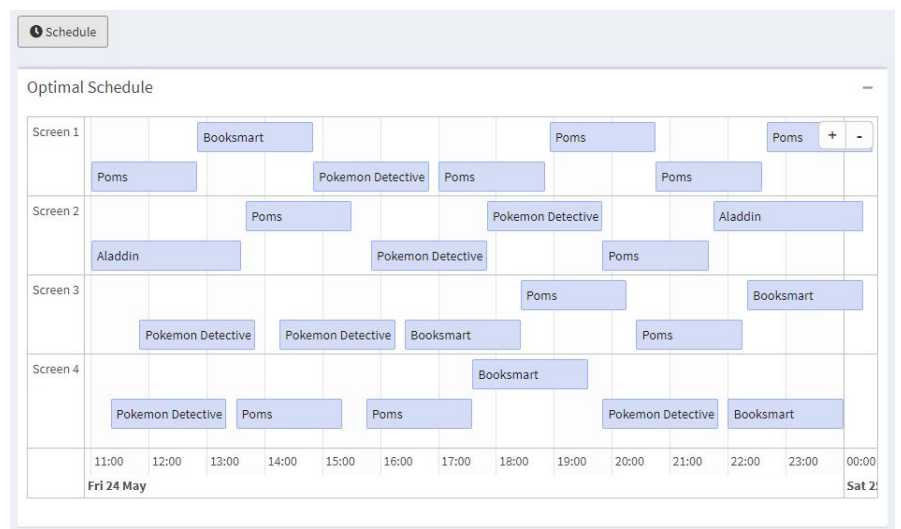 Schedule
Optimal Schedule
Screen 1
Booksmart
Poms
Poms
+ -
Poms
Pokemon Detective
Poms
Poms
Screen 2
Poms
Pokemon Detective
Aladdin
Aladdin
Pokemon Detective
Poms
Screen 3
Poms
Booksmart
Pokemon Detective
Pokemon Detective
Booksmart
Poms
Screen 4
Booksmart
Pokemon Detective
Poms
Poms
Pokemon Detective
Booksmart
11:00 12:00 13:00 14:00 15:00 16:00 17:00 18:00 19:00 20:00 21:00 22:00 23:00 00:00
Fri 24 May
Sat